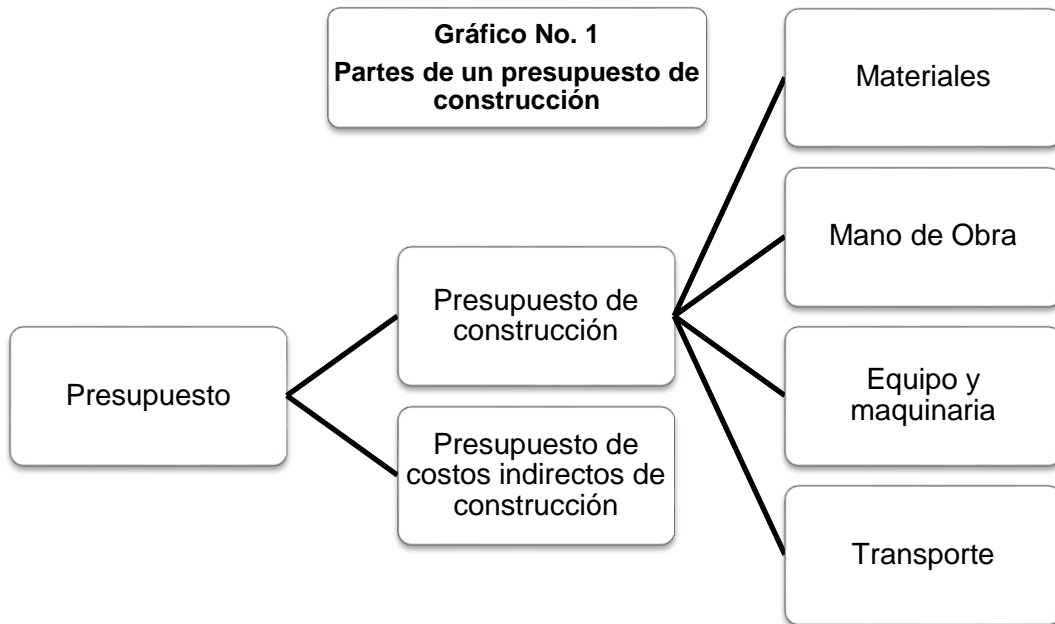 Gráfico No. 1
Partes de un presupuesto de
construcción
Presupuesto
Presupuesto de
construcción
Presupuesto de
costos indirectos de
construcción
Materiales
Mano de Obra
Equipo y
maquinaria
Transporte